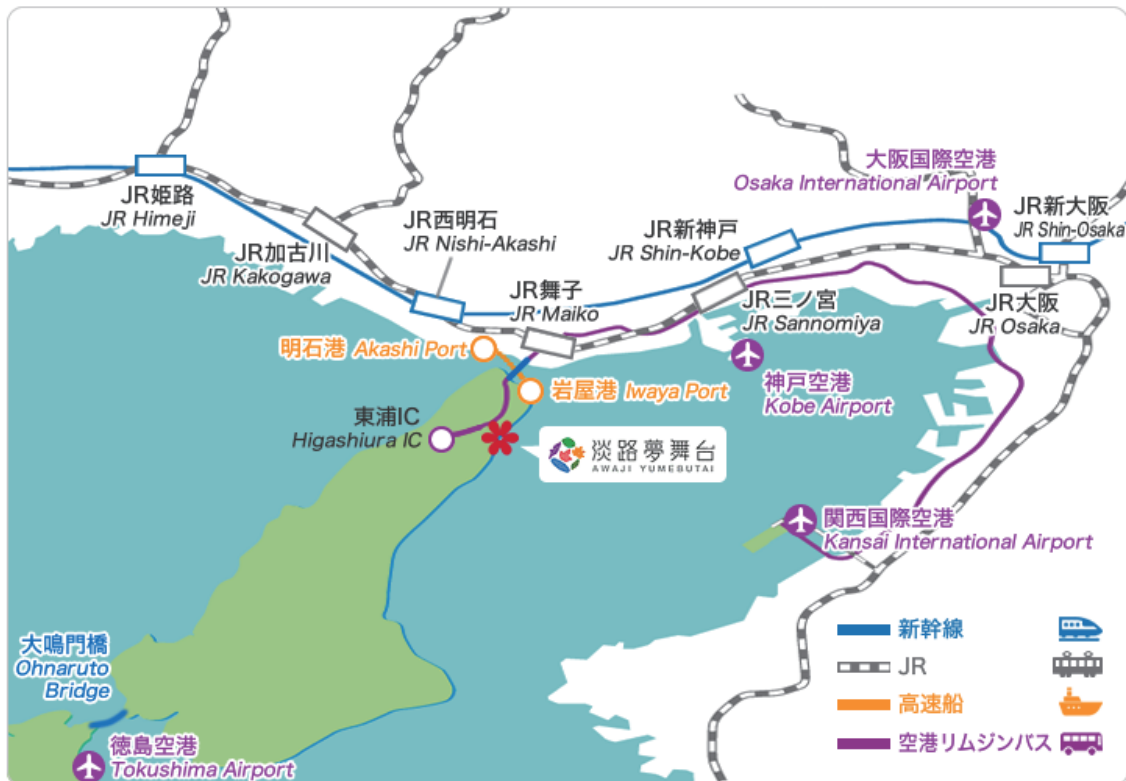 大阪国際空港
Osaka International Airport
JR姫路
JR Himeji
JR西明石
JR Nishi-Akashi
JR新神戸
JR Shin-Kobe
JR新大阪
JR Shin-Osaka
JR加古川
JR Kakogawa
JR舞子
JR Maiko
JR三ノ宮
JR Sannomiya
JR大阪
JR Osaka
明石港 Akashi Port
岩屋港 Iwaya Port
神戸空港
Kobe Airport
東浦IC
Higashiura IC
淡路夢舞台
AWAJI YUMEBUTAI
関西国際空港
Kansai International Airport
大鳴門橋
Ohnaruto
Bridge
徳島空港
Tokushima Airport
新幹線
JR
高速船
空港リムジンバス